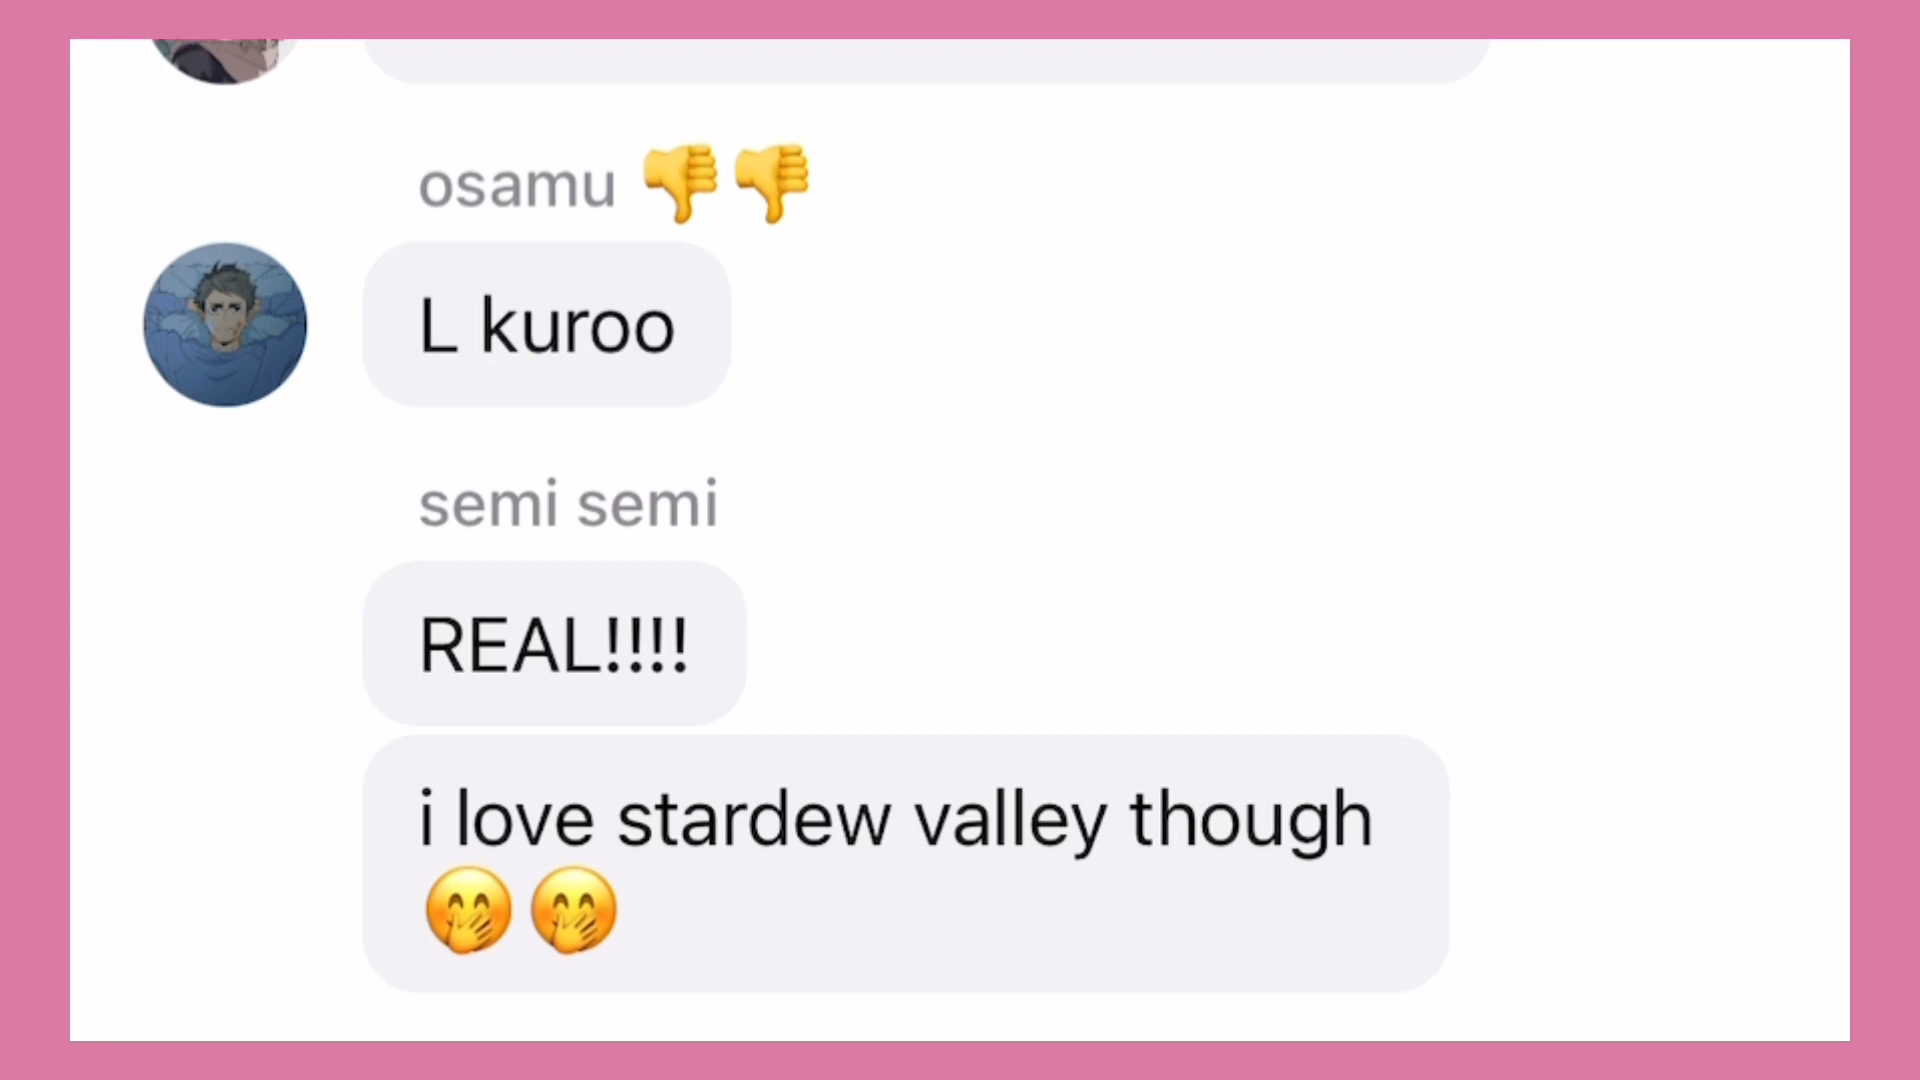 osamu 👎👎
L kuroo
semi semi
REAL!!!!
i love stardew valley though
🤭🤭